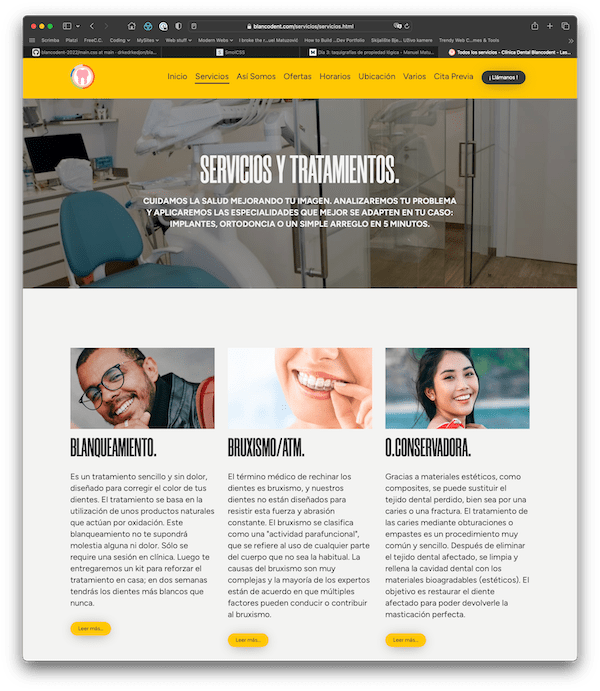 blancodent.com/servicios/servicios.html
Scrimba Platzi FreeC.C. Coding MySites Web stuff Modern Webs I broke the r...uel Matuzović How to Build ...Dev Portfolio Trendy Web C...mes & Tools
blancodent-2022/main.css at main · SmolCSS Día 3: taquigrafías de propiedad lógica - Manuel Matu... Todos los servicios - Clínica Dental Blancodent - Las...
Inicio Servicios Así Somos Ofertas Horarios Ubicación Varios Cita Previa ¡ Llámanos !
SERVICIOS Y TRATAMIENTOS.
CUIDAMOS LA SALUD MEJORANDO TU IMAGEN. ANALIZAREMOS TU PROBLEMA
Y APLICAREMOS LAS ESPECIALIDADES QUE MEJOR SE ADAPTEN EN TU CASO:
IMPLANTES, ORTODONCIA O UN SIMPLE ARREGLO EN 5 MINUTOS.
BLANQUEAMIENTO.
Es un tratamiento sencillo y sin dolor,
diseñado para corregir el color de tus
dientes. El tratamiento se basa en la
utilización de unos productos naturales
que actúan por oxidación. Este
blanqueamiento no te supondrá
molestia alguna ni dolor. Sólo se
require una sesión en clínica. Luego te
entregaremos un kit para reforzar el
tratamiento en casa; en dos semanas
tendrás los dientes más blancos que
nunca.
Leer más...
BRUXISMO/ATM.
El término médico de rechinar los
dientes es bruxismo, y nuestros
dientes no están diseñados para
resistir esta fuerza y abrasión
constante. El bruxismo se clasifica
como una "actividad parafuncional",
que se refiere al uso de cualquier parte
del cuerpo que no sea la habitual. La
causas del bruxismo son muy
complejas y la mayoría de los expertos
están de acuerdo en que múltiples
factores pueden conducir o contribuir
al bruxismo.
Leer más...
O.CONSERVADORA.
Gracias a materiales estéticos, como
composites, se puede sustituir el
tejido dental perdido, bien sea por una
caries o una fractura. El tratamiento de
las caries mediante obturaciones o
empastes es un procedimiento muy
común y sencillo. Después de eliminar
el tejido dental afectado, se limpia y
rellena la cavidad dental con los
materiales bioagradables (estéticos). El
objetivo es restaurar el diente
afectado para poder devolverle la
masticación perfecta.
Leer más...